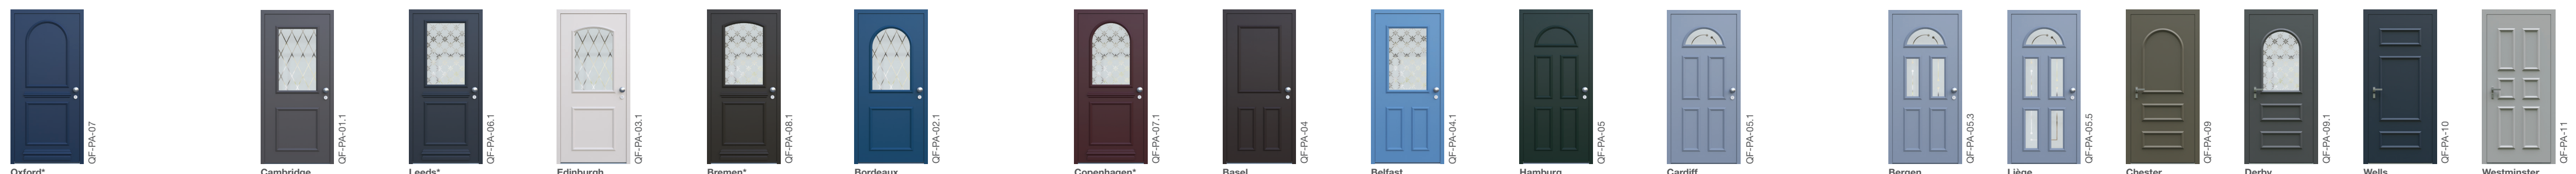 QF-PA-07
Oxford*
QF-PA-01.1
Cambridge
QF-PA-06.1
Leeds*
QF-PA-03.1
Edinburgh
QF-PA-08.1
Bremen*
QF-PA-02.1
Bordeaux
QF-PA-07.1
Copenhagen*
QF-PA-04
Basel
QF-PA-04.1
Belfast
QF-PA-05
Hamburg
QF-PA-05.1
Cardiff
QF-PA-05.3
Bergen
QF-PA-05.5
Liège
QF-PA-09
Chester
QF-PA-09.1
Derby
QF-PA-10
Wells
QF-PA-11
Westminster